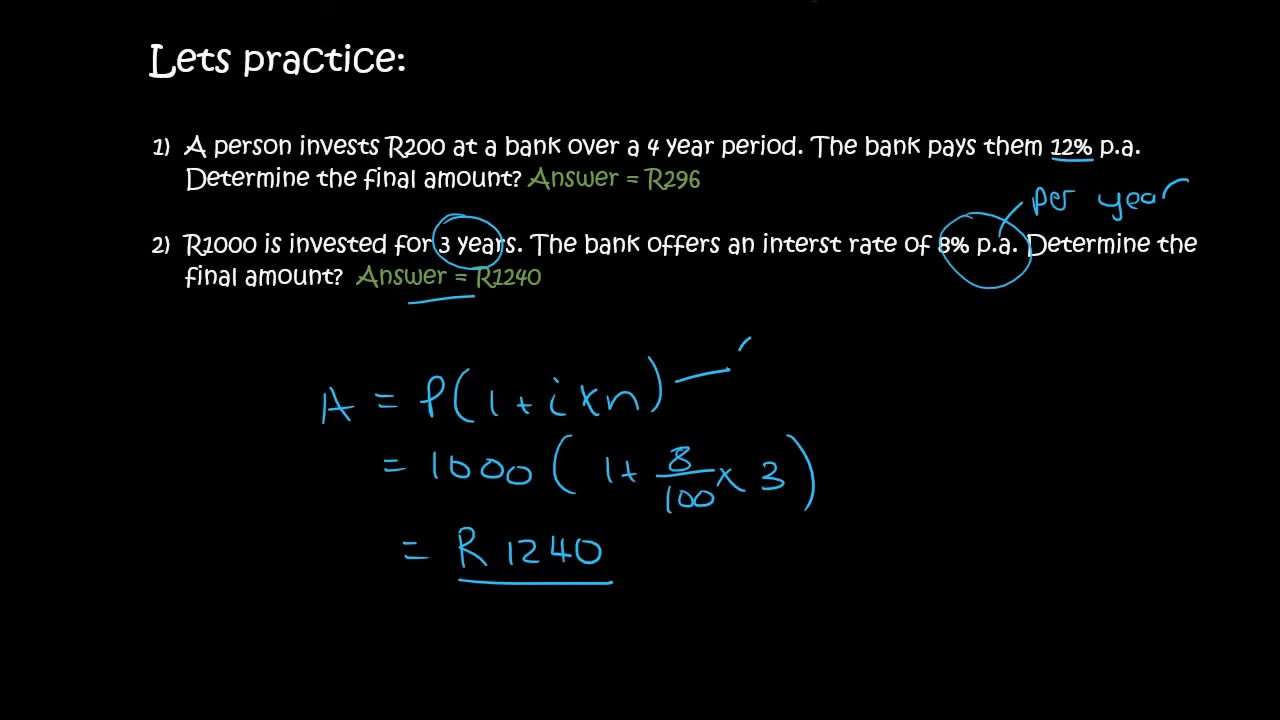 Lets practice:
1) A person invests R200 at a bank over a 4 year period. The bank pays them 12% p.a.
Determine the final amount? Answer = R296
per year
2) R1000 is invested for 3 years. The bank offers an interst rate of 8% p.a. Determine the
final amount? Answer = R1240
A = P(1 + i × n)
= 1000 ( 1 + 8/100 × 3 )
= R 1240